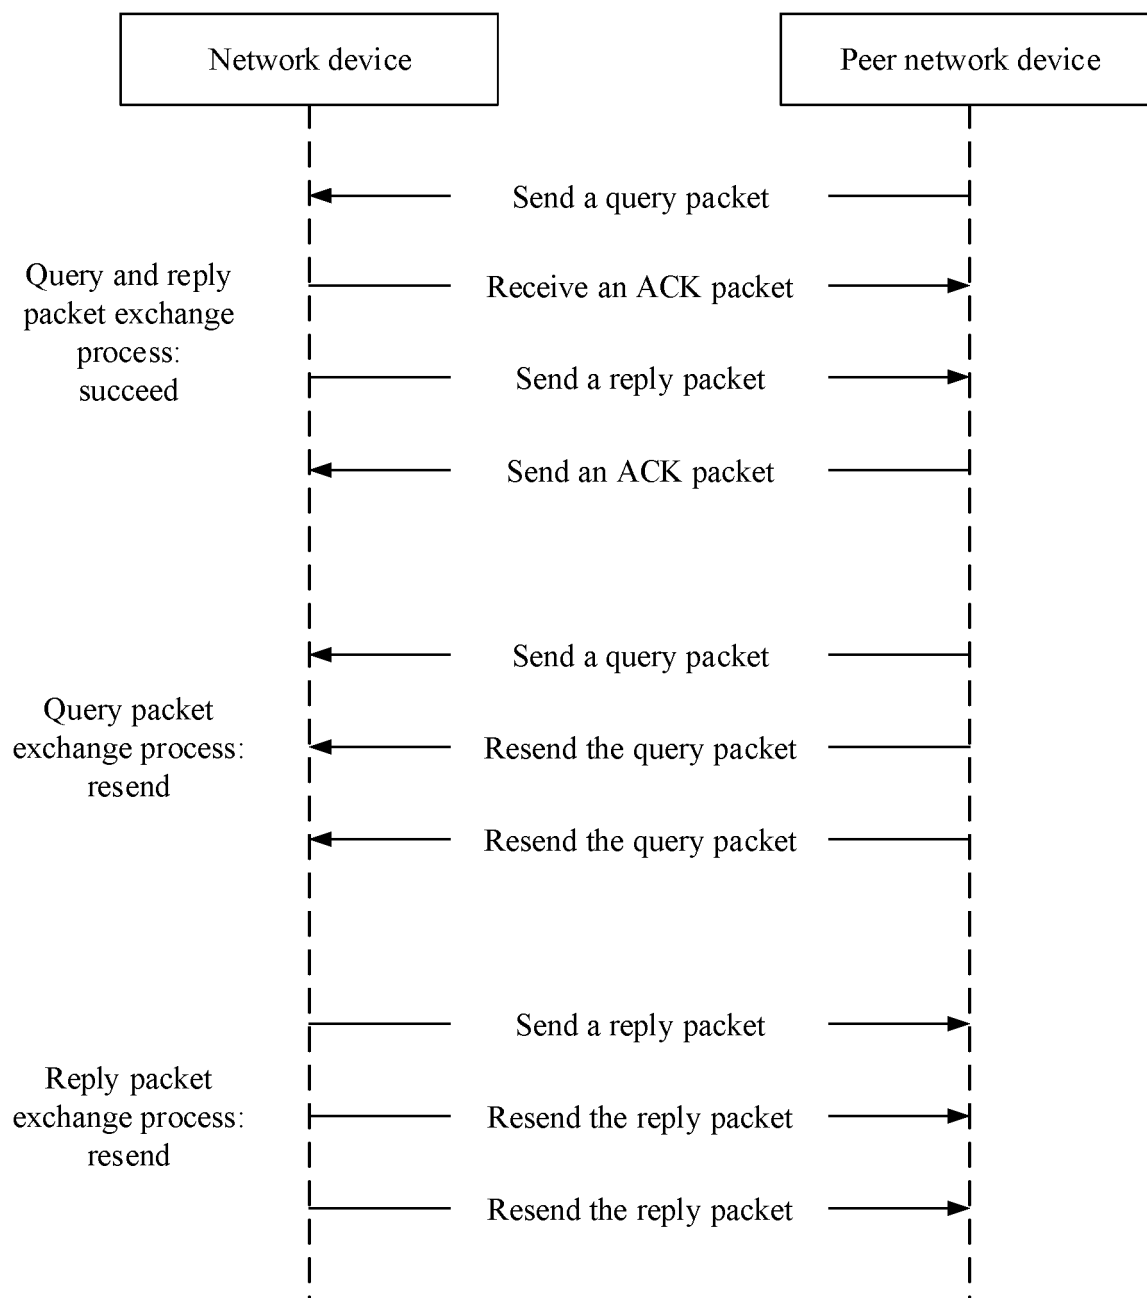 Network device
Peer network device
Send a query packet
Query and reply
packet exchange
process:
succeed
Receive an ACK packet
Send a reply packet
Send an ACK packet
Send a query packet
Query packet
exchange process:
resend
Resend the query packet
Resend the query packet
Send a reply packet
Reply packet
exchange process:
resend
Resend the reply packet
Resend the reply packet